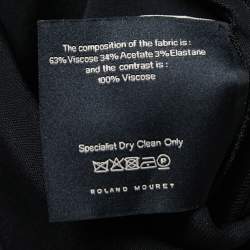 The composition of the fabric is:
63% Viscose 34% Acetate 3% Elastane
and the contrast is:
100% Viscose
Specialist Dry Clean Only
ROLAND MOURET